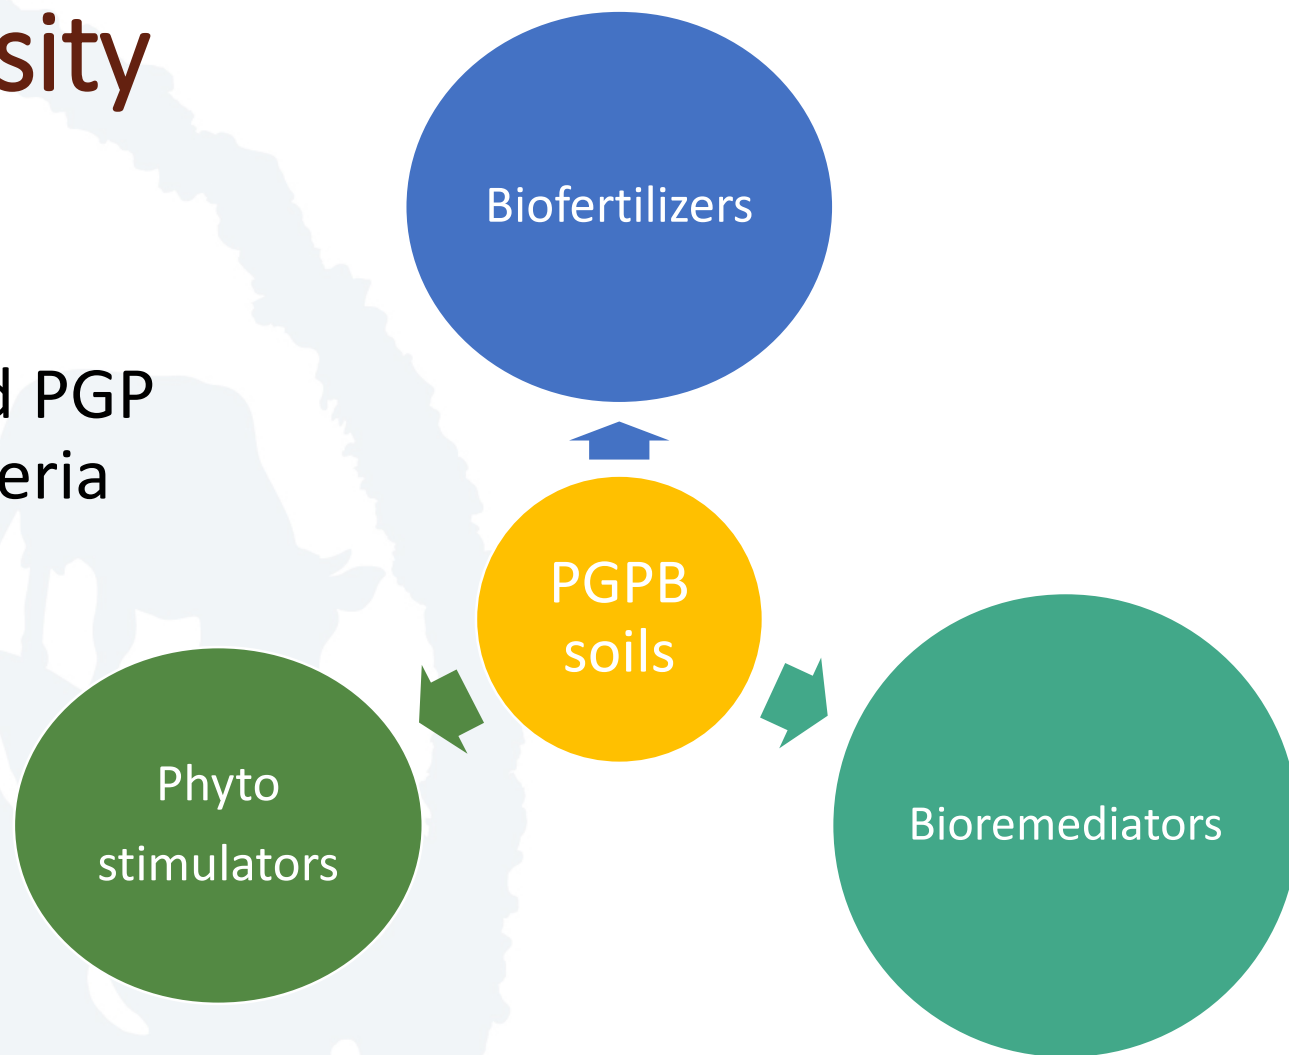 sity
d PGP
eria
Biofertilizers
PGPB
soils
Phyto
stimulators
Bioremediators